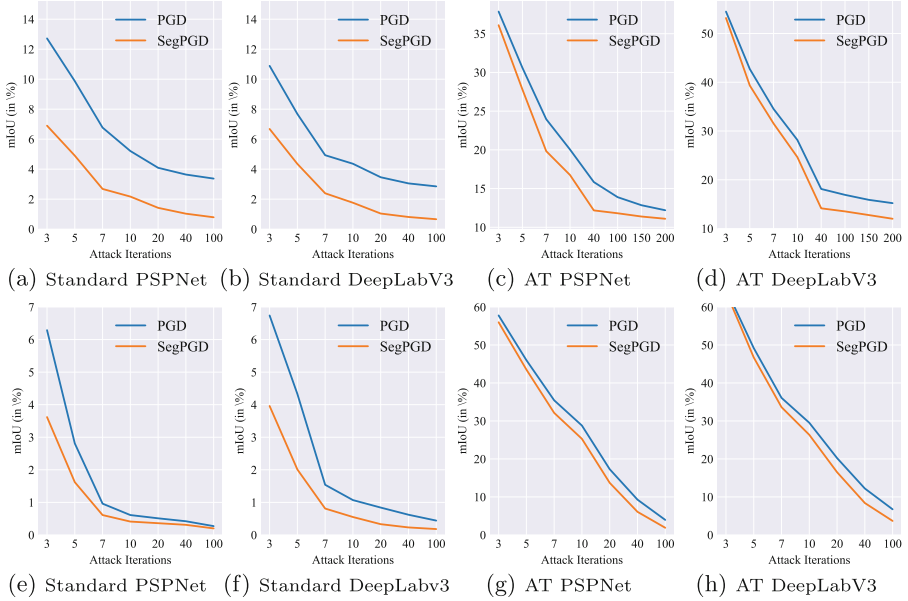 14
12
10
8
6
4
2
0
mIoU (in \%)
PGD
SegPGD
3 5 7 10 20 40 100
Attack Iterations
(a) Standard PSPNet
14
12
10
8
6
4
2
0
mIoU (in \%)
PGD
SegPGD
3 5 7 10 20 40 100
Attack Iterations
(b) Standard DeepLabV3
35
30
25
20
15
10
mIoU (in \%)
PGD
SegPGD
3 5 7 10 40 100 150 200
Attack Iterations
(c) AT PSPNet
50
40
30
20
10
mIoU (in \%)
PGD
SegPGD
3 5 7 10 40 100 150 200
Attack Iterations
(d) AT DeepLabV3
7
6
5
4
3
2
1
0
mIoU (in \%)
PGD
SegPGD
3 5 7 10 20 40 100
Attack Iterations
(e) Standard PSPNet
7
6
5
4
3
2
1
0
mIoU (in \%)
PGD
SegPGD
3 5 7 10 20 40 100
Attack Iterations
(f) Standard DeepLabv3
60
50
40
30
20
10
0
mIoU (in \%)
PGD
SegPGD
3 5 7 10 20 40 100
Attack Iterations
(g) AT PSPNet
60
50
40
30
20
10
0
mIoU (in \%)
PGD
SegPGD
3 5 7 10 20 40 100
Attack Iterations
(h) AT DeepLabV3